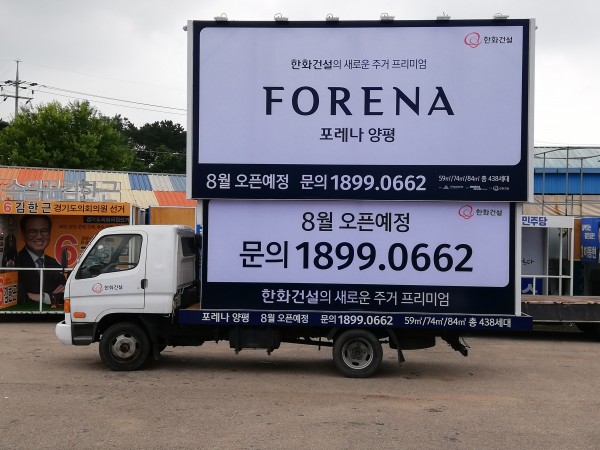 한화건설
한화건설의 새로운 주거 프리미엄
FORENA
포레나 양평
8월 오픈예정 문의 1899.0662 59㎡/74㎡/84㎡ 총 438세대
한화건설
8월 오픈예정
문의 1899.0662
한화건설의 새로운 주거 프리미엄
포레나 양평 8월 오픈예정 문의 1899.0662 59㎡/74㎡/84㎡ 총 438세대
한화건설
6 김한근 경기도의회의원 선거
6
민주당